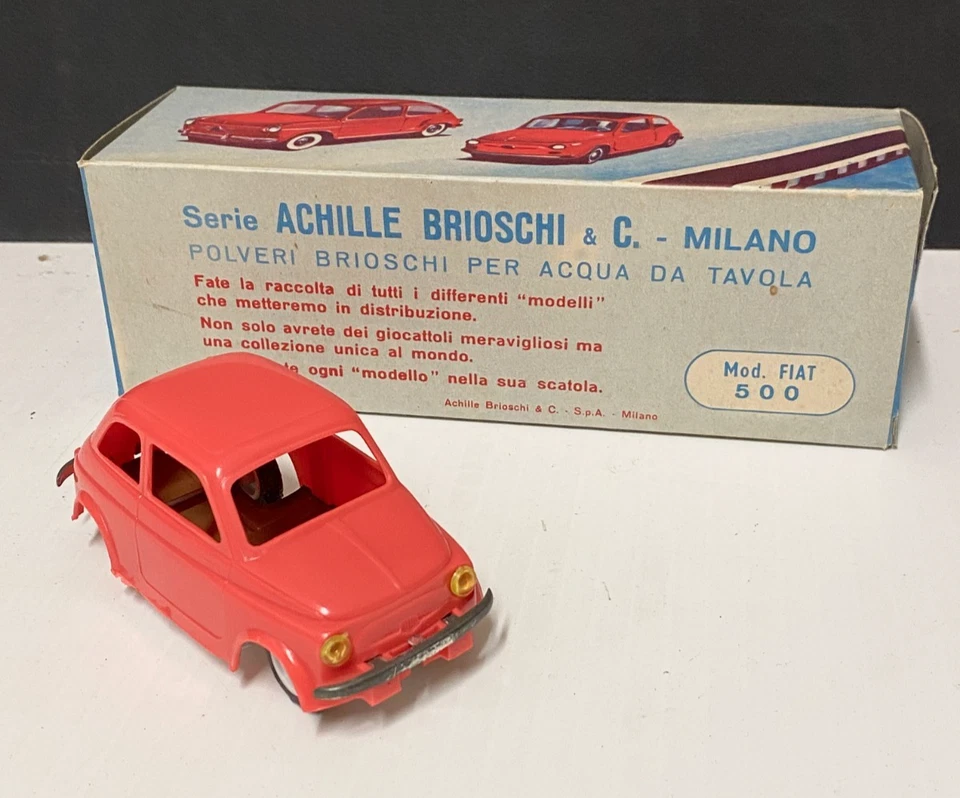 Serie ACHILLE BRIOSCHI & C. - MILANO
POLVERI BRIOSCHI PER ACQUA DA TAVOLA
Fate la raccolta di tutti i differenti "modelli"
che metteremo in distribuzione.
Non solo avrete dei giocattoli meravigliosi ma
una collezione unica al mondo.
ogni "modello" nella sua scatola.
Achille Brioschi & C. - S.p.A. - Milano
Mod. FIAT
500